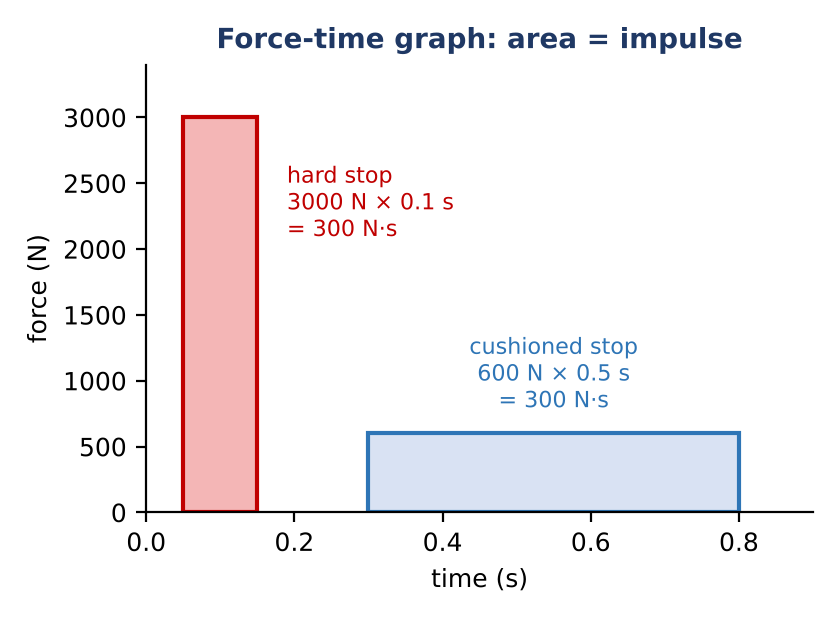 Force-time graph: area = impulse
force (N)
3000
2500
2000
1500
1000
500
0
hard stop
3000 N × 0.1 s
= 300 N·s
cushioned stop
600 N × 0.5 s
= 300 N·s
0.0
0.2
0.4
0.6
0.8
time (s)